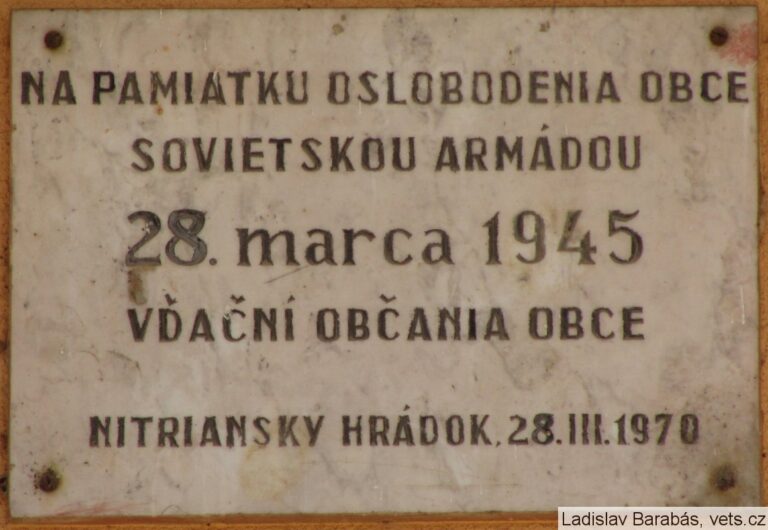 NA PAMIATKU OSLOBODENIA OBCE
SOVIETSKOU ARMÁDOU
28. marca 1945
VĎAČNÍ OBČANIA OBCE
NITRIANSKY HRÁDOK, 28.III.1970
Ladislav Barabás, vets.cz